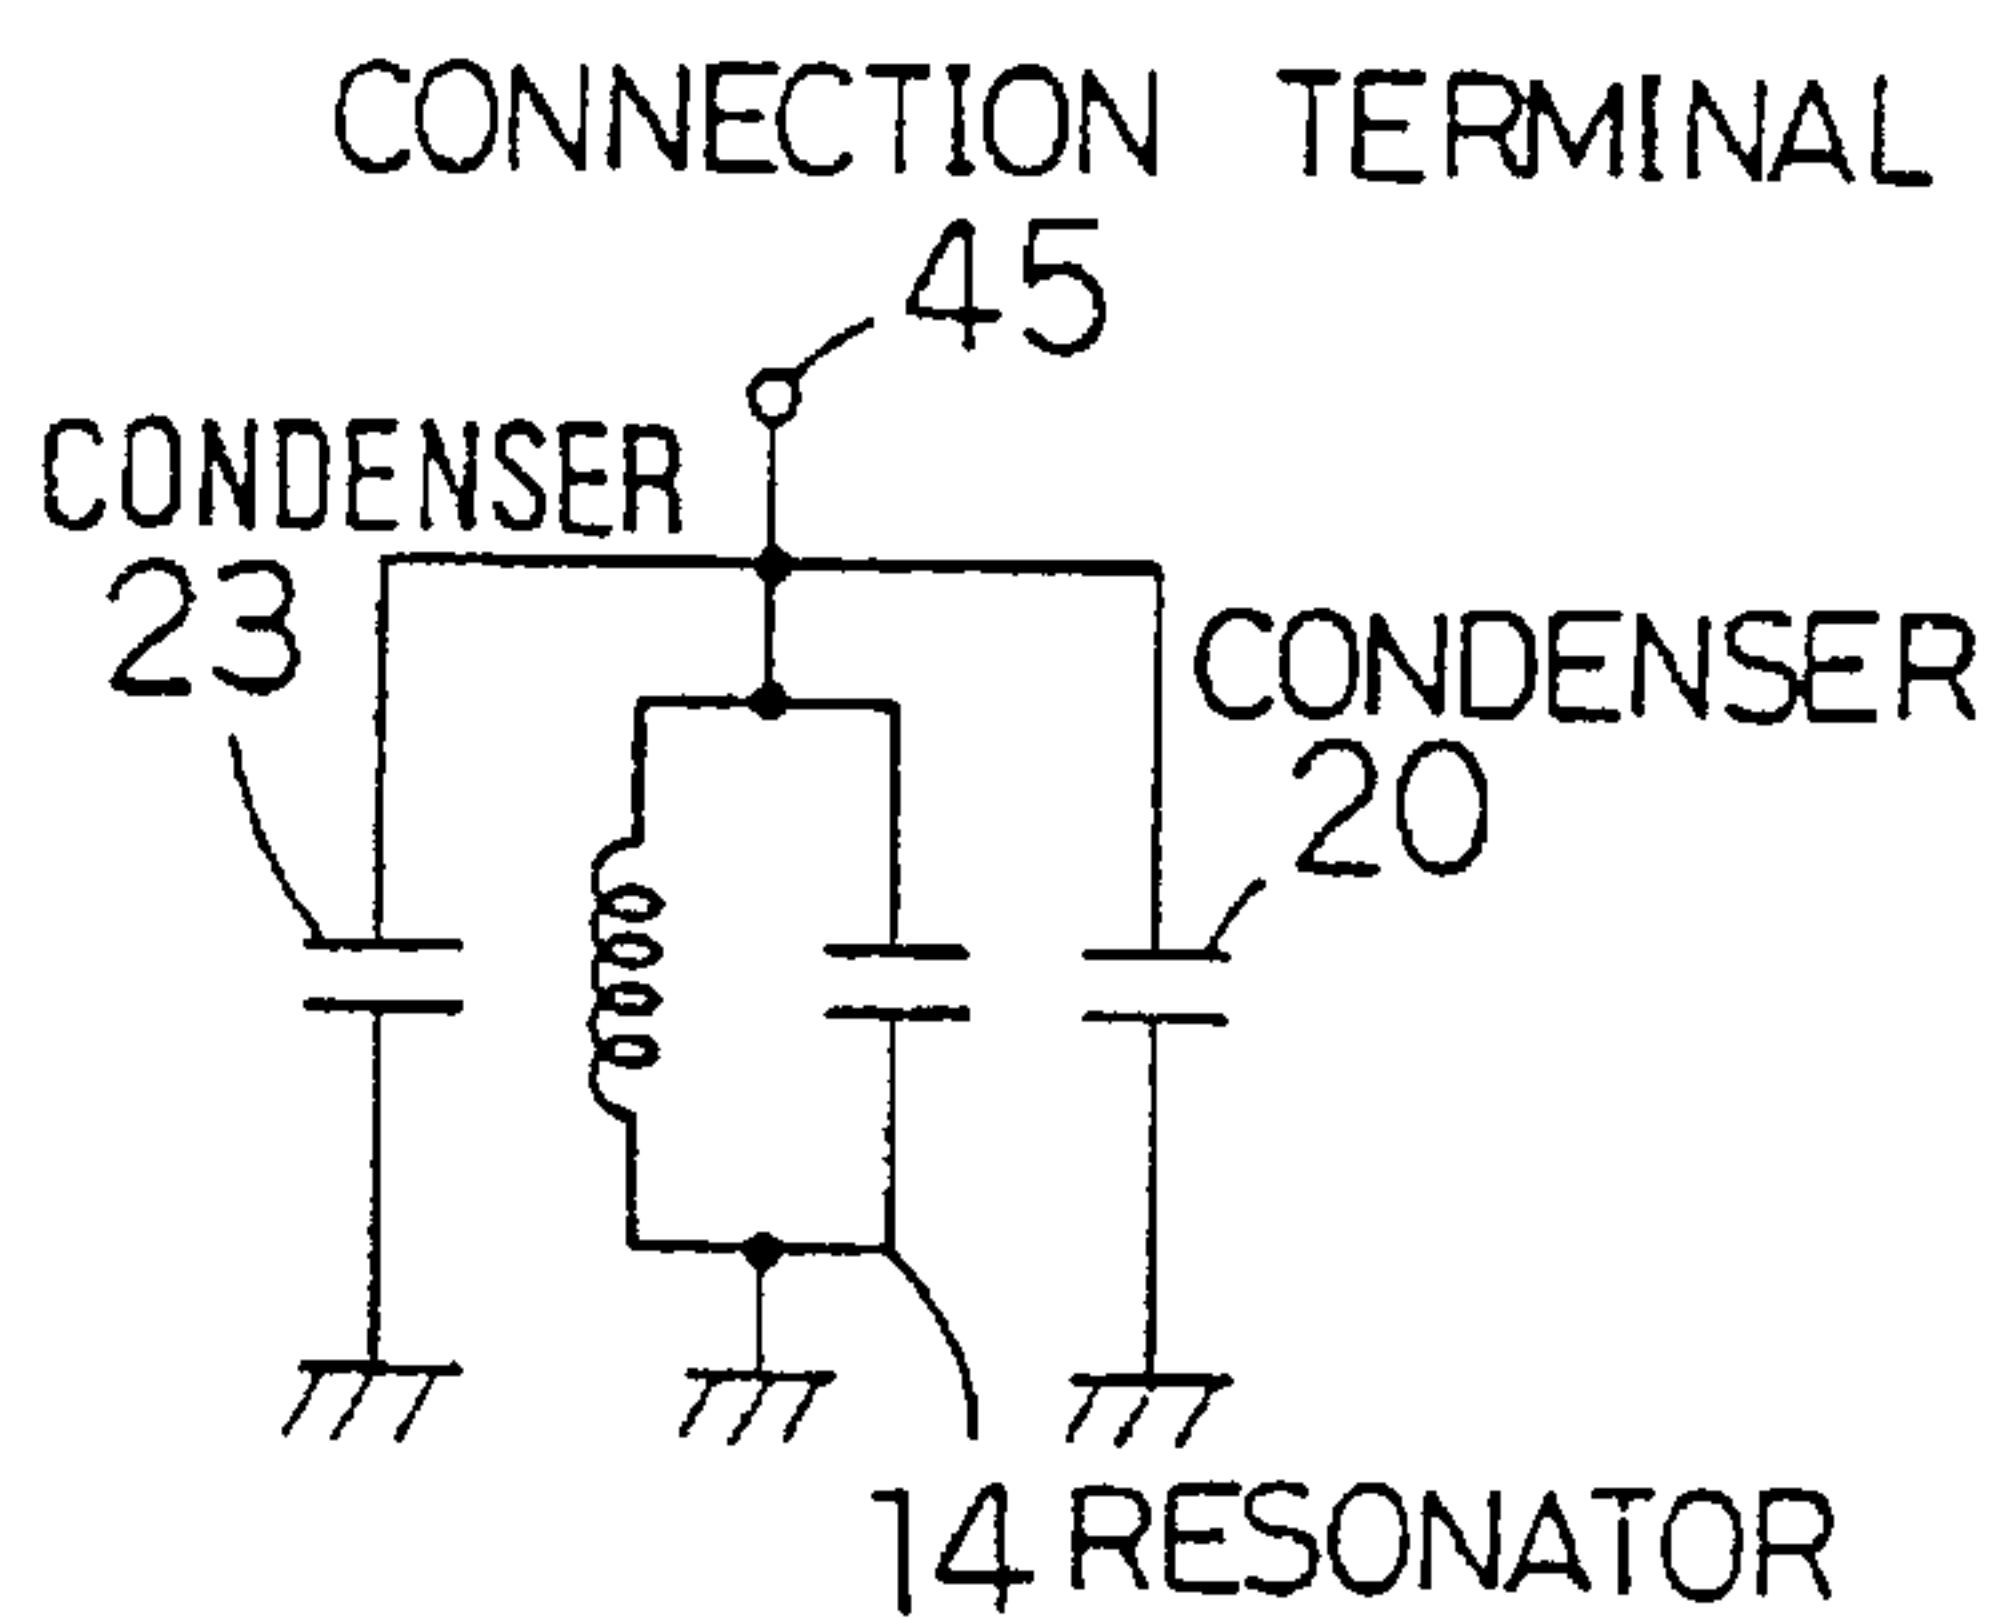 CONNECTION TERMINAL
45
CONDENSER
23
CONDENSER
20
14 RESONATOR